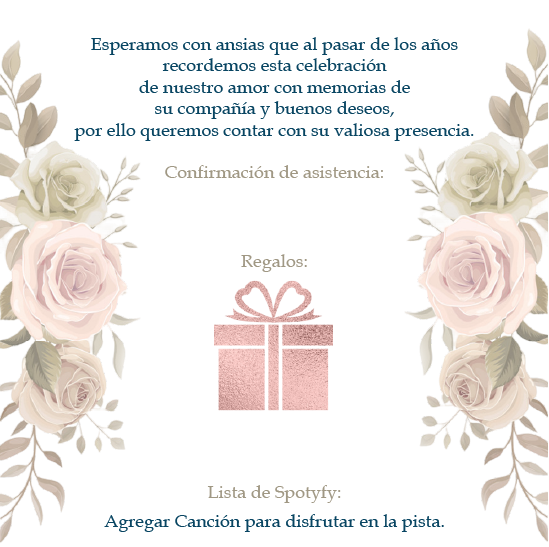 Esperamos con ansias que al pasar de los años
recordemos esta celebración
de nuestro amor con memorias de
su compañía y buenos deseos,
por ello queremos contar con su valiosa presencia.
Confirmación de asistencia:
Regalos:
Lista de Spotyfy:
Agregar Canción para disfrutar en la pista.